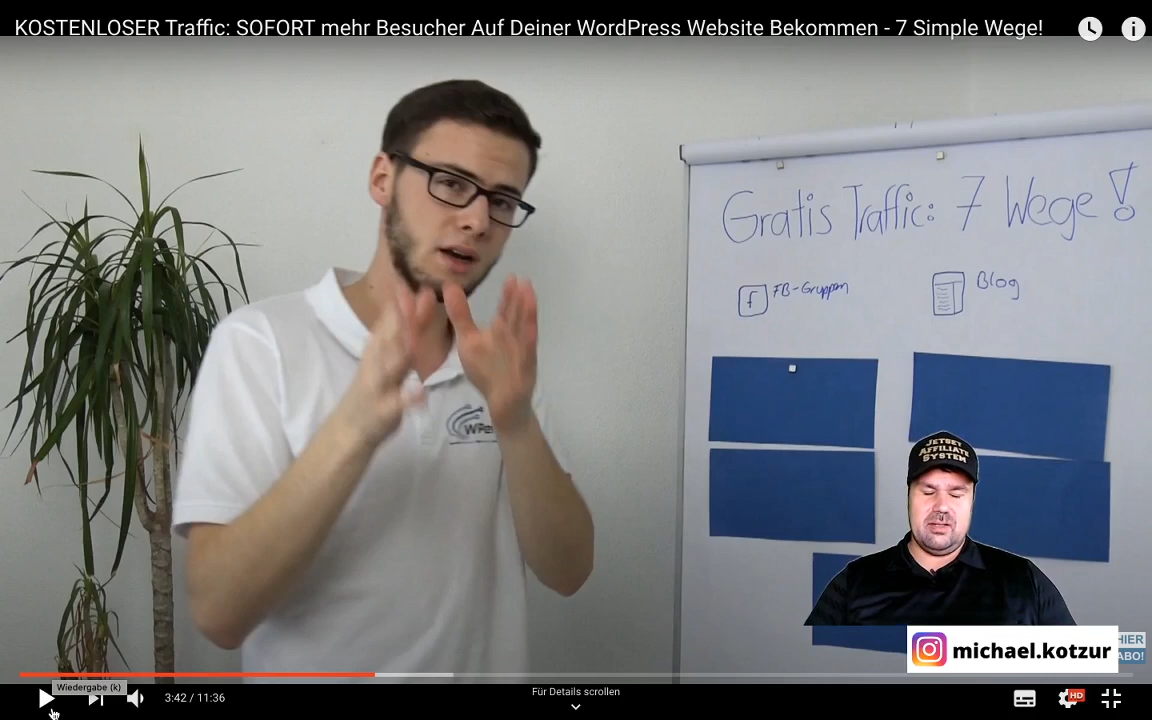 KOSTENLOSER Traffic: SOFORT mehr Besucher Auf Deiner WordPress Website Bekommen - 7 Simple Wege!
Gratis Traffic: 7 Wege!
f FB-Gruppen
Blog
JETSET
AFFILIATE
SYSTEM
HIER
ABO!
michael.kotzur
Wiedergabe (k)
3:42 / 11:36
Für Details scrollen
HD